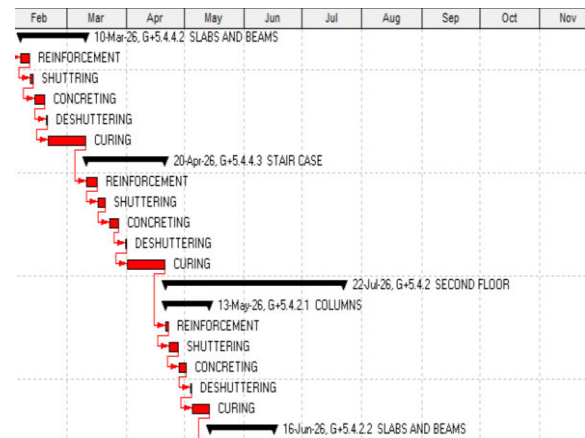 Feb Mar Apr May Jun Jul Aug Sep Oct Nov
10-Mar-26, G+5.4.4.2 SLABS AND BEAMS
REINFORCEMENT
SHUTTRING
CONCRETING
DESHUTTERING
CURING
20-Apr-26, G+5.4.4.3 STAIR CASE
REINFORCEMENT
SHUTTERING
CONCRETING
DESHUTTERING
CURING
22-Jul-26, G+5.4.2 SECOND FLOOR
13-May-26, G+5.4.2.1 COLUMNS
REINFORCEMENT
SHUTTERING
CONCRETING
DESHUTTERING
CURING
16-Jun-26, G+5.4.2.2 SLABS AND BEAMS